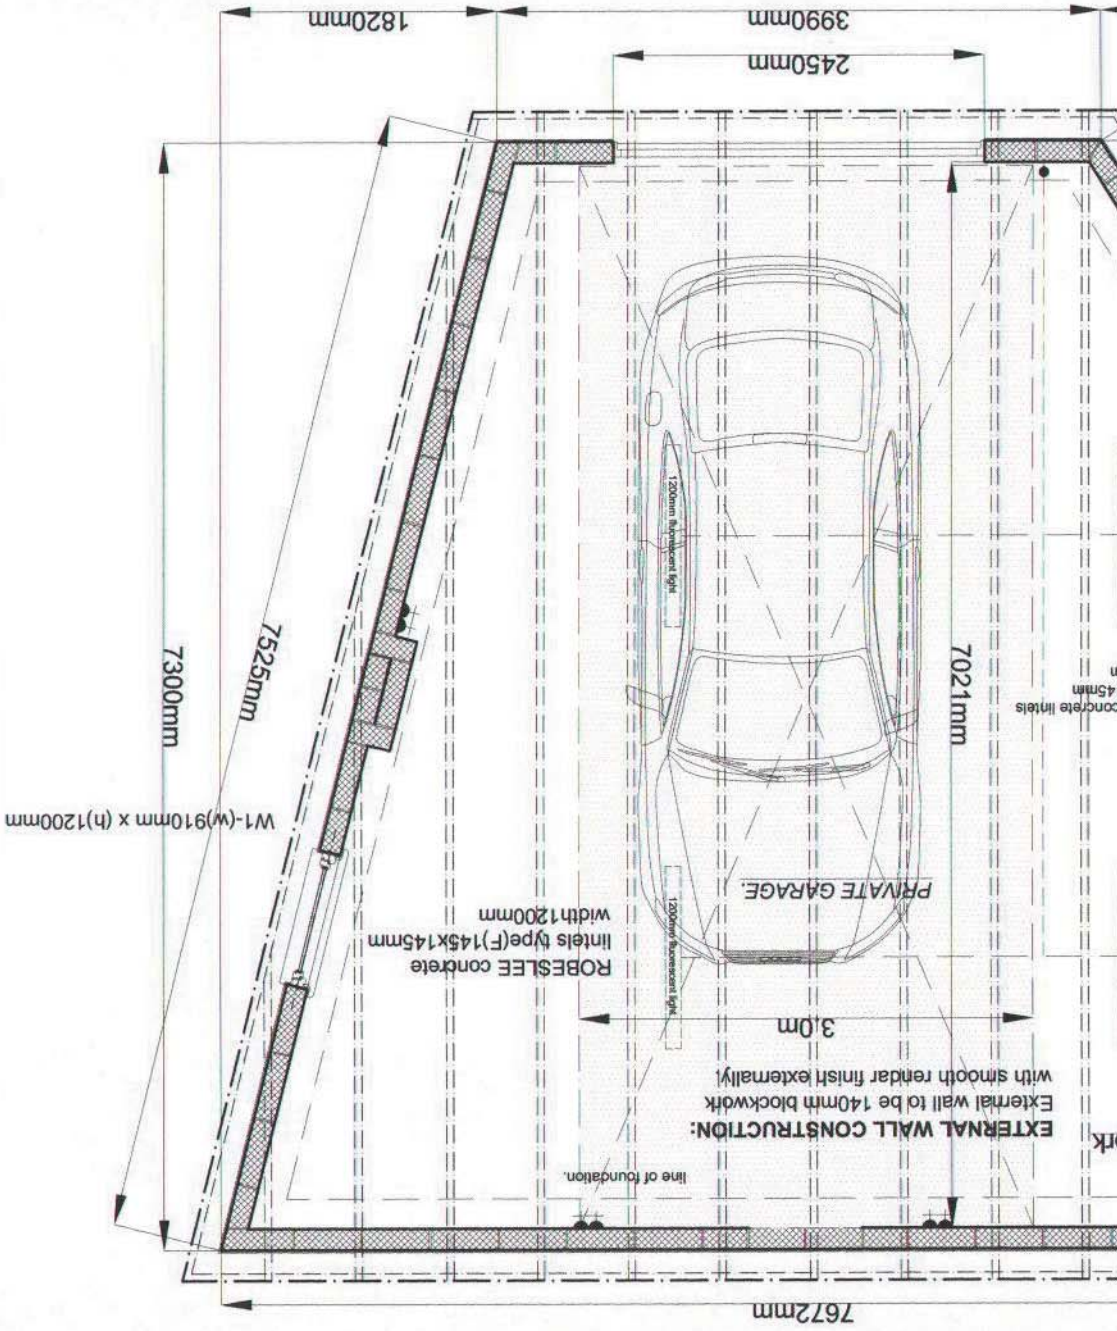 7672mm
line of foundation.
EXTERNAL WALL CONSTRUCTION:
External wall to be 140mm blockwork
with smooth rendar finish externally.
3.0m
ROBESLEE concrete
lintels type(F)145x145mm
width1200mm
1200mm fluorescent light
PRIVATE GARAGE.
W1-(w)910mm x (h)1200mm
concrete lintels
45mm
7021mm
7525mm
7300mm
1200mm fluorescent light
2450mm
3990mm
1820mm